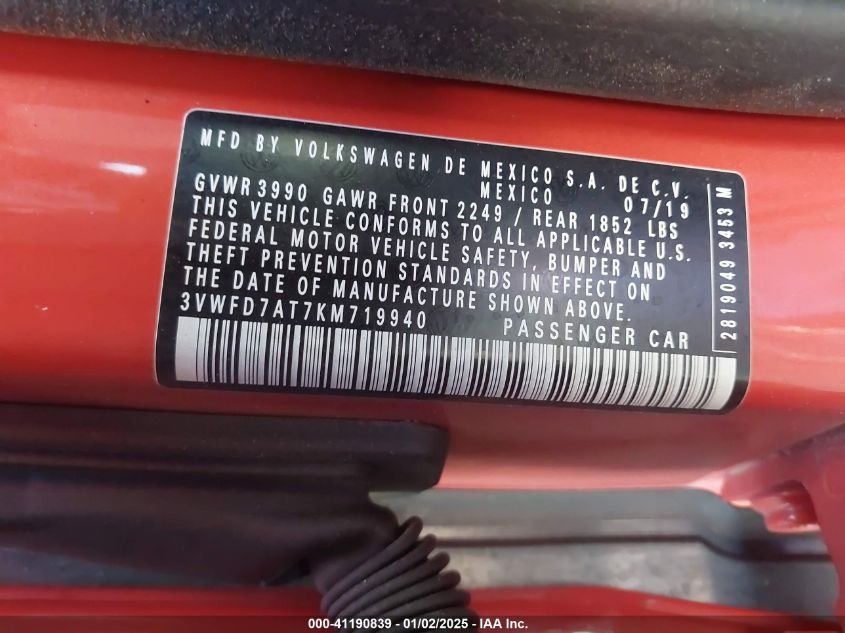 MFD BY VOLKSWAGEN DE MEXICO S.A. DE C.V.
MEXICO 07/19
GVWR 3990 GAWR FRONT 2249 / REAR 1852 LBS
THIS VEHICLE CONFORMS TO ALL APPLICABLE U.S.
FEDERAL MOTOR VEHICLE SAFETY, BUMPER AND
THEFT PREVENTION STANDARDS IN EFFECT ON
THE DATE OF MANUFACTURE SHOWN ABOVE.
3VWFD7AT7KM719940 PASSENGER CAR
2819049 3453 M
000-41190839 - 01/02/2025 - IAA Inc.